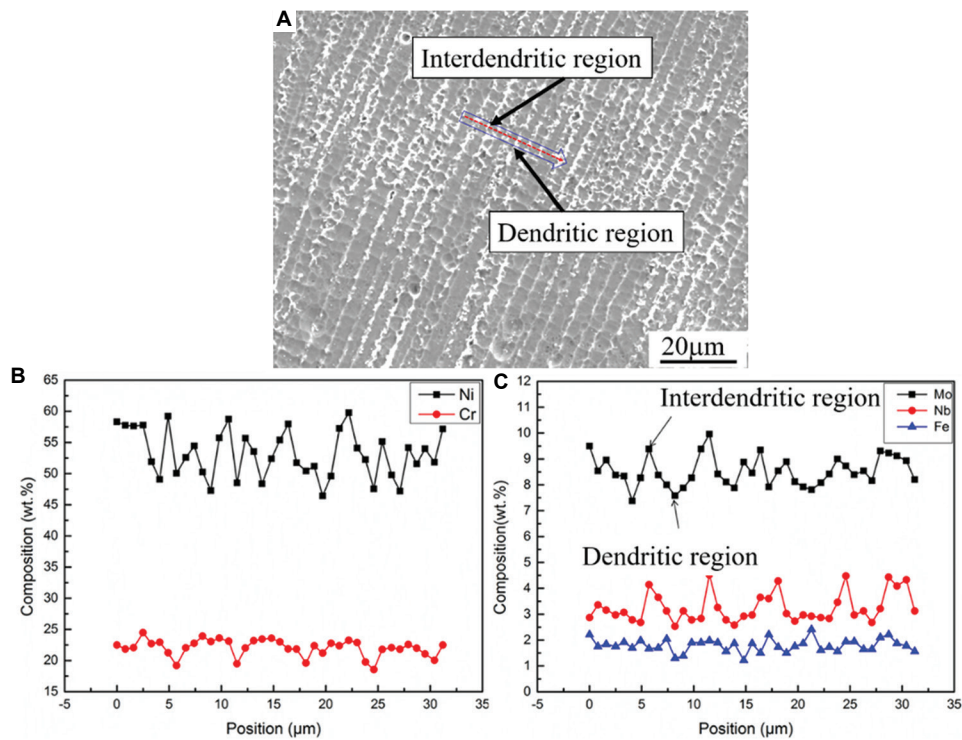 A
Interdendritic region
Dendritic region
20μm
B
65
60
55
50
45
40
35
30
25
20
15
-5 0 5 10 15 20 25 30 35
Composition (wt.%)
Position (μm)
Ni
Cr
C
12
11
10
9
8
7
6
5
4
3
2
1
0
-5 0 5 10 15 20 25 30 35
Composition(wt.%)
Position (μm)
Interdendritic region
Dendritic region
Mo
Nb
Fe